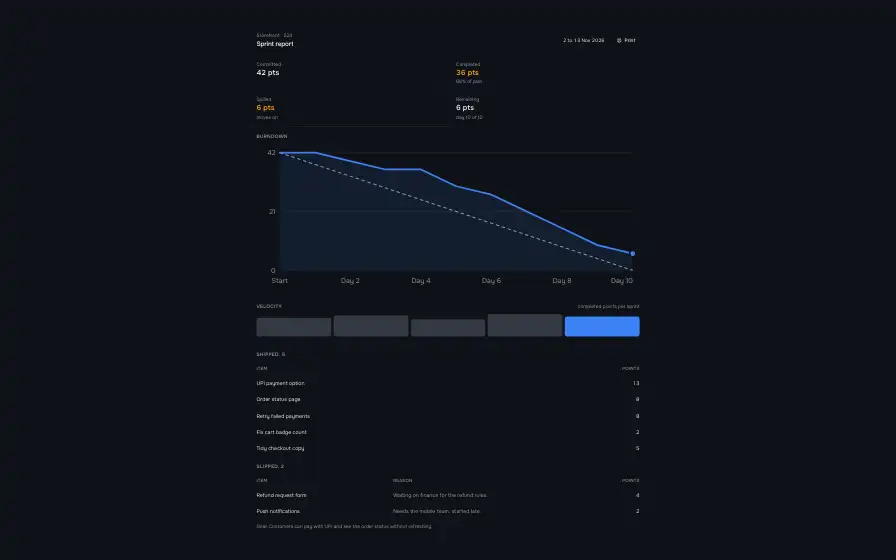 Storefront · S24
Sprint report
2 to 13 Nov 2026
Print
Committed
42 pts
Completed
36 pts
86% of plan
Spilled
6 pts
Moves on
Remaining
6 pts
day 10 of 10
BURNDOWN
42
21
0
Start
Day 2
Day 4
Day 6
Day 8
Day 10
VELOCITY
completed points per sprint
SHIPPED, 5
ITEM
POINTS
UPI payment option
13
Order status page
8
Retry failed payments
8
Fix cart badge count
2
Tidy checkout copy
5
SLIPPED, 2
ITEM
REASON
POINTS
Refund request form
Waiting on finance for the refund rules.
4
Push notifications
Needs the mobile team, started late.
2
Goal: Customers can pay with UPI and see the order status without refreshing.